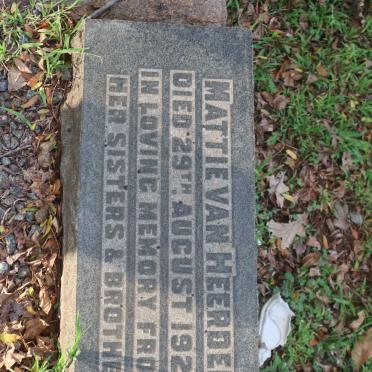 MATTIE VAN HEERDE
DIED 29TH AUGUST 192
IN LOVING MEMORY FRO
HER SISTERS & BROTHE